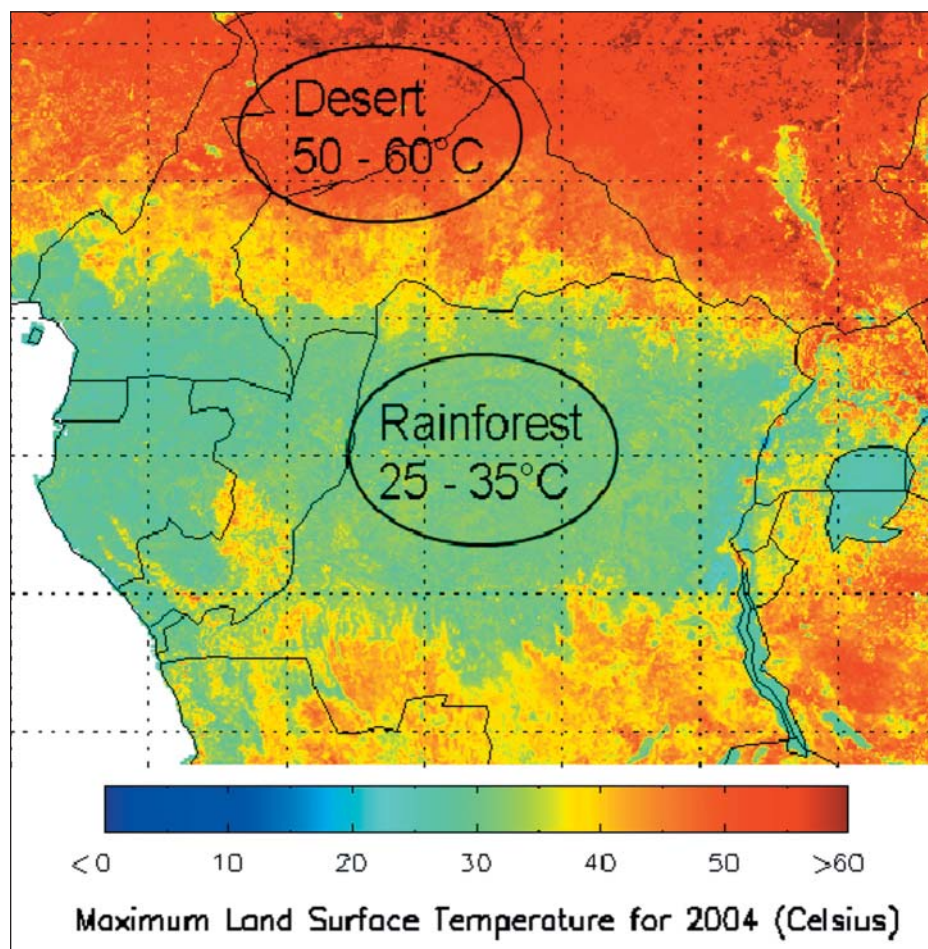 Desert
50 - 60°C
Rainforest
25 - 35°C
< 0 10 20 30 40 50 >60
Maximum Land Surface Temperature for 2004 (Celsius)